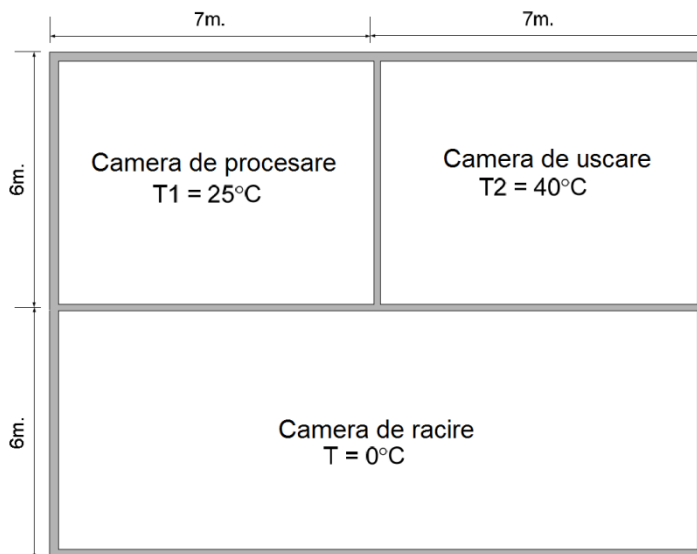 7m.
7m.
6m.
Camera de procesare
T1 = 25°C
Camera de uscare
T2 = 40°C
6m.
Camera de racire
T = 0°C